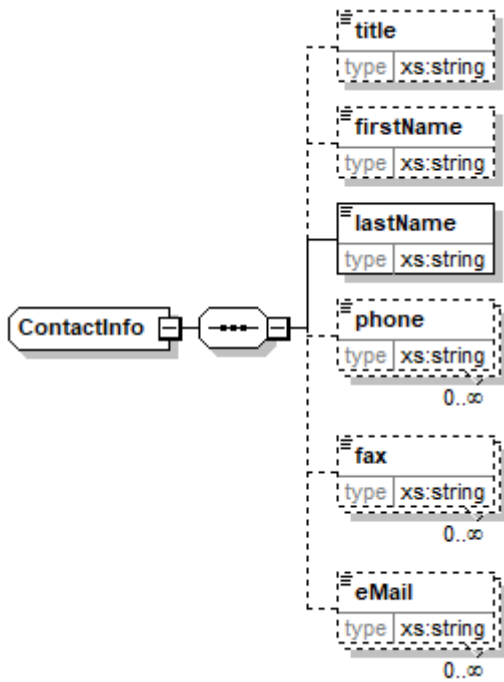 title
type xs:string
firstName
type xs:string
lastName
type xs:string
ContactInfo
phone
type xs:string
0..∞
fax
type xs:string
0..∞
eMail
type xs:string
0..∞